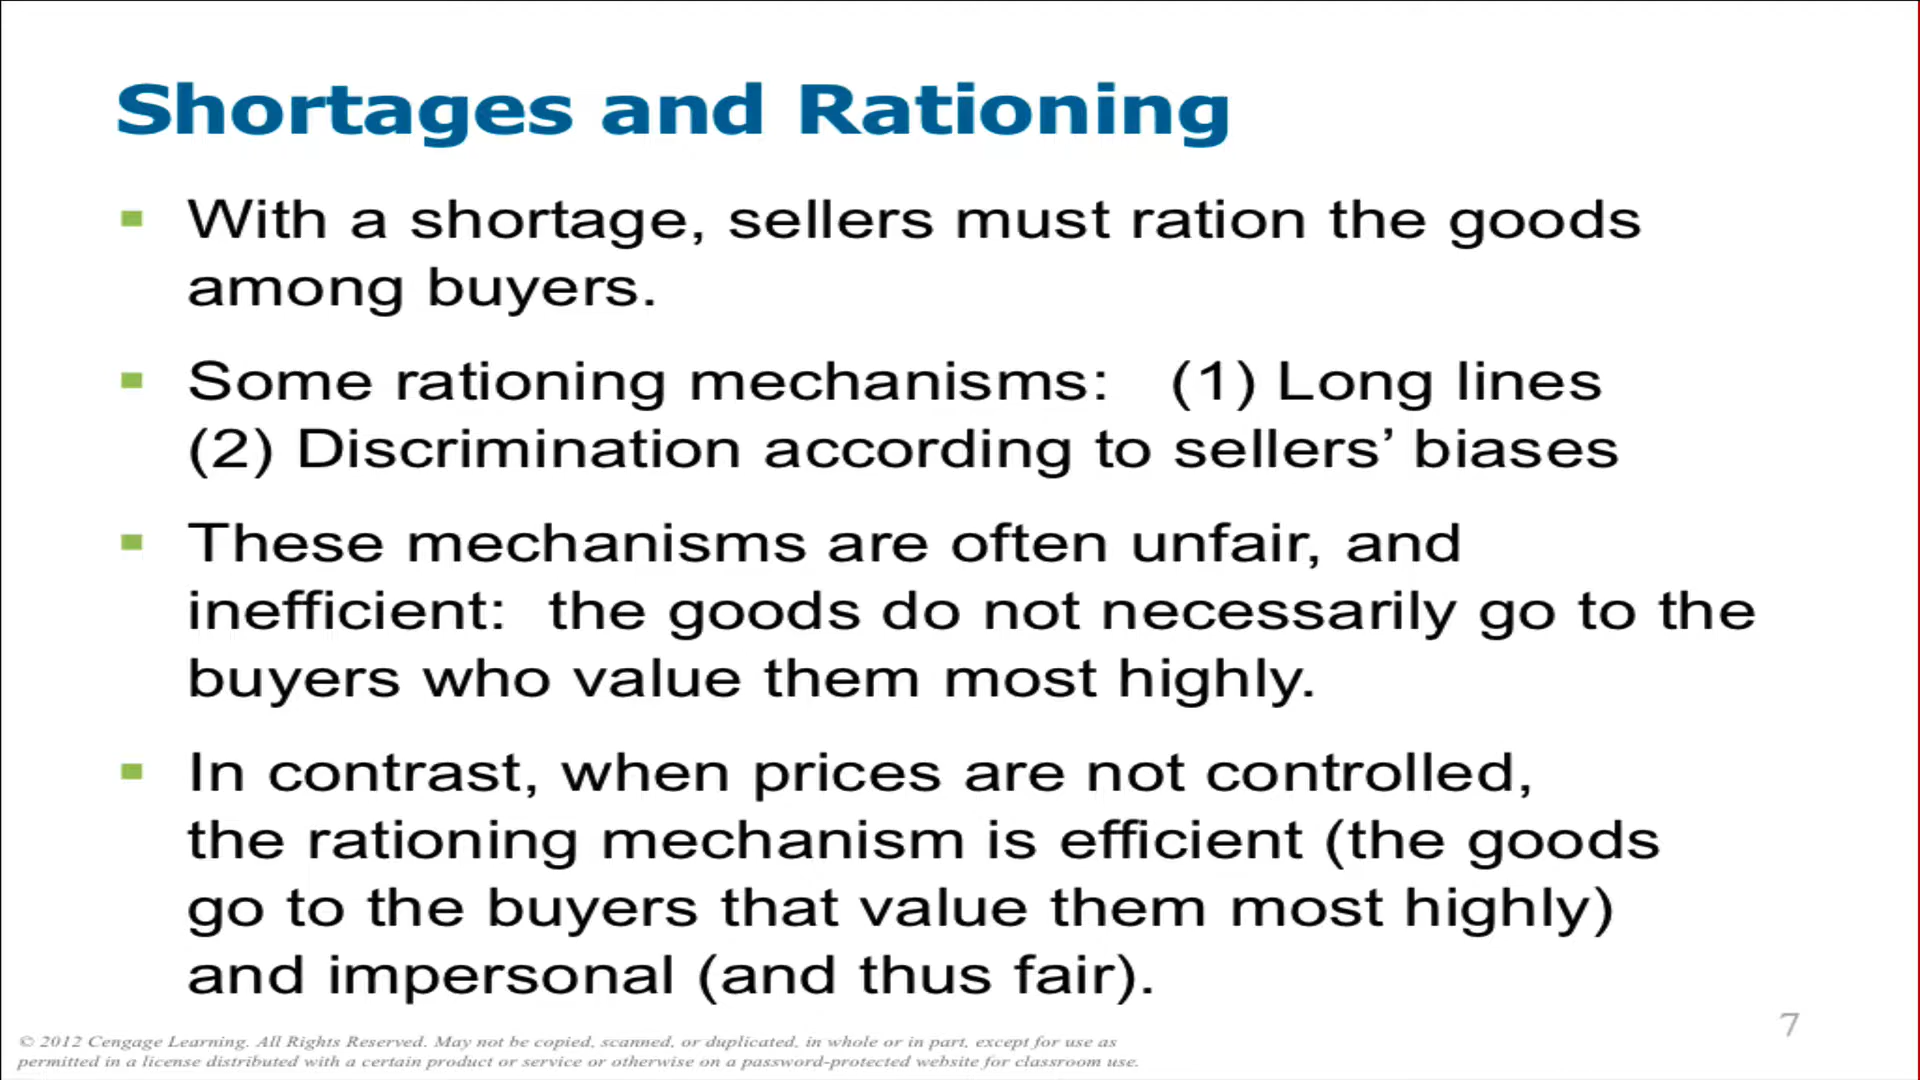 Shortages and Rationing
With a shortage, sellers must ration the goods
among buyers.
Some rationing mechanisms: (1) Long lines
(2) Discrimination according to sellers’ biases
These mechanisms are often unfair, and
inefficient: the goods do not necessarily go to the
buyers who value them most highly.
In contrast, when prices are not controlled,
the rationing mechanism is efficient (the goods
go to the buyers that value them most highly)
and impersonal (and thus fair).
7
© 2012 Cengage Learning. All Rights Reserved. May not be copied, scanned, or duplicated, in whole or in part, except for use as
permitted in a license distributed with a certain product or service or otherwise on a password-protected website for classroom use.